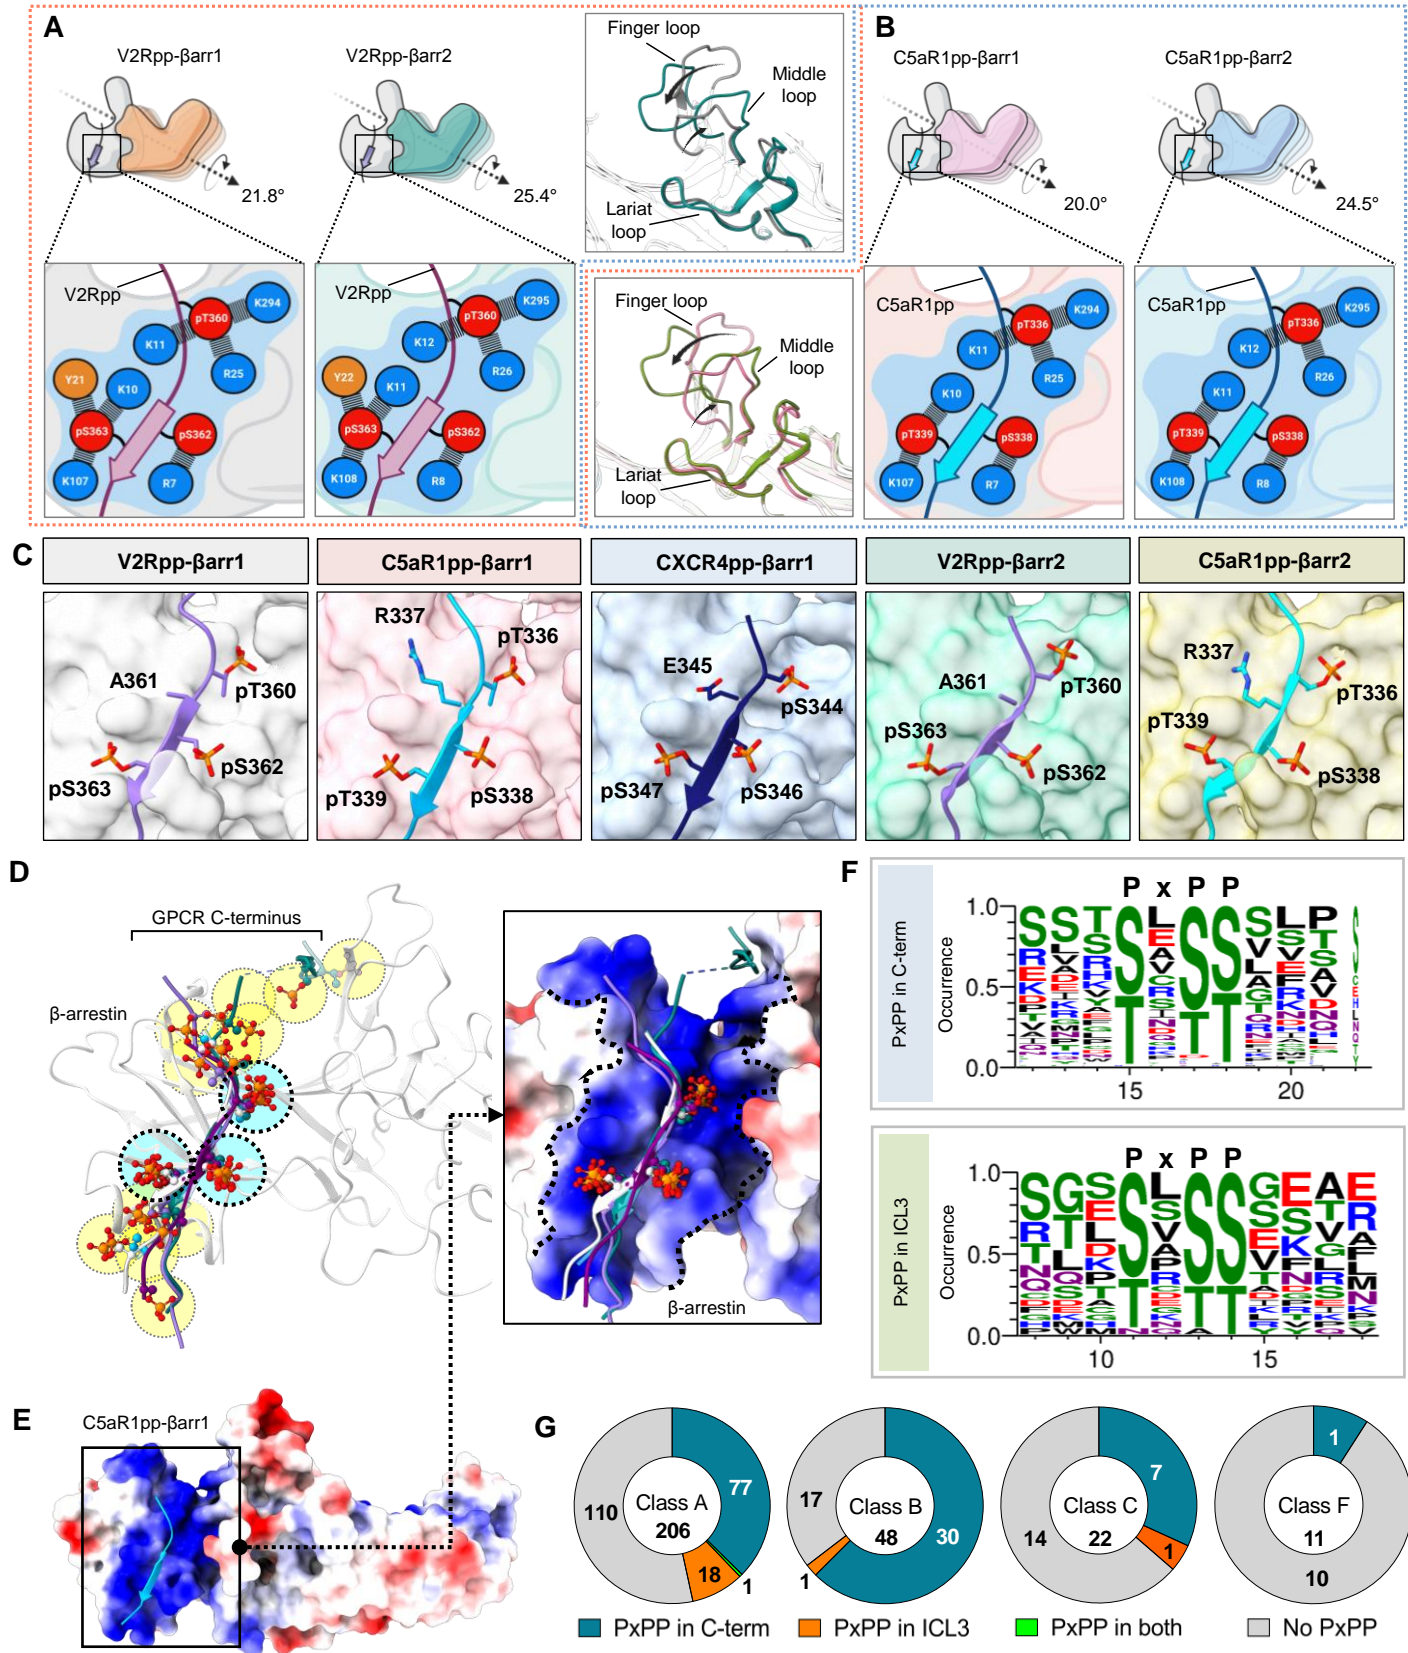 A
V2Rpp-βarr1
V2Rpp-βarr2
21.8°
25.4°
Finger loop
Middle
loop
Lariat
loop
B
C5aR1pp-βarr1
C5aR1pp-βarr2
20.0°
24.5°
V2Rpp
pT360
K294
K11
R25
Y21
K10
pS363
pS362
K107
R7
V2Rpp
pT360
K295
K12
R26
Y22
K11
pS363
pS362
K108
R8
Finger loop
Middle
loop
Lariat
loop
C5aR1pp
pT336
K294
K11
R25
K10
pT339
pS338
K107
R7
C5aR1pp
pT336
K295
K12
R26
K11
pT339
pS338
K108
R8
C
V2Rpp-βarr1
C5aR1pp-βarr1
CXCR4pp-βarr1
V2Rpp-βarr2
C5aR1pp-βarr2
A361
pT360
pS362
pS363
R337
pT336
pT339
pS338
E345
pS344
pS347
pS346
A361
pT360
pS363
pS362
R337
pT336
pT339
pS338
D
GPCR C-terminus
β-arrestin
β-arrestin
E
C5aR1pp-βarr1
F
PxPP in C-term
Occurrence
P x P P
1.0
0.5
0.0
15
20
PxPP in ICL3
Occurrence
P x P P
1.0
0.5
0.0
10
15
G
77
110
Class A
206
18
1
17
Class B
48
30
1
7
Class C
22
14
1
1
Class F
11
10
PxPP in C-term
PxPP in ICL3
PxPP in both
No PxPP